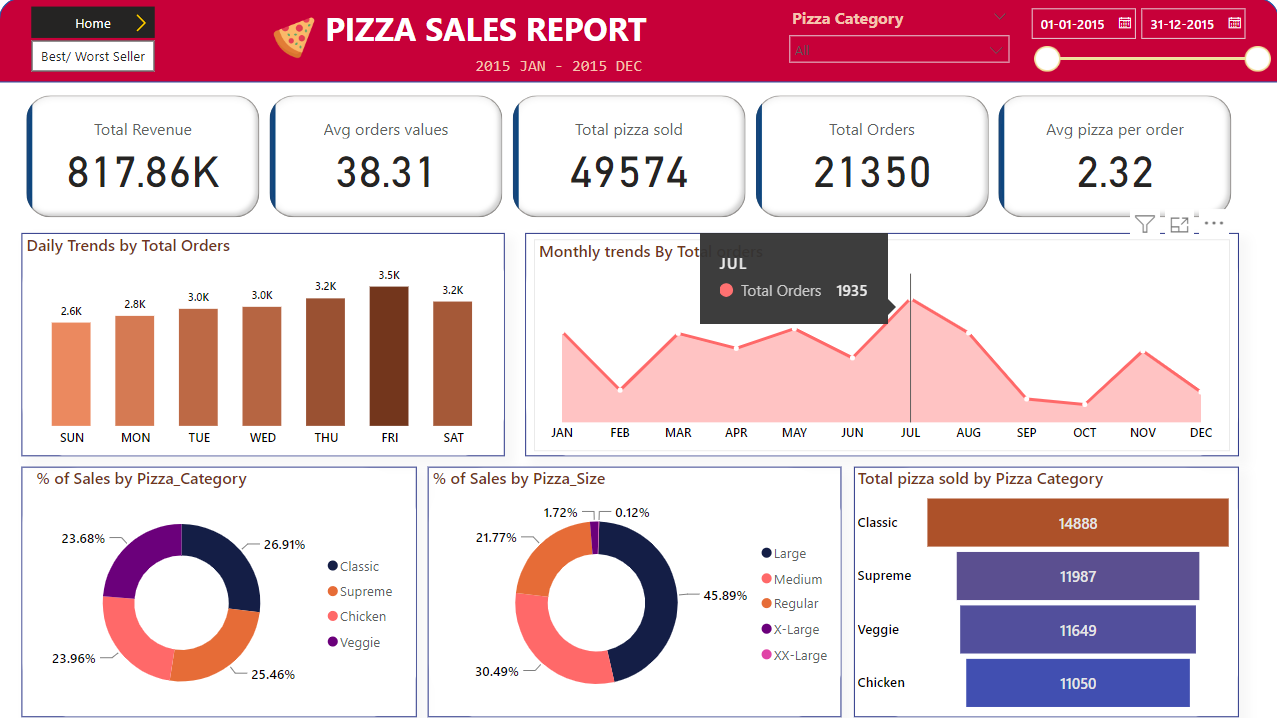 Home
Best/ Worst Seller
PIZZA SALES REPORT
2015 JAN - 2015 DEC
Pizza Category
All
01-01-2015
31-12-2015
Total Revenue
817.86K
Avg orders values
38.31
Total pizza sold
49574
Total Orders
21350
Avg pizza per order
2.32
Daily Trends by Total Orders
2.6K
2.8K
3.0K
3.0K
3.2K
3.5K
3.2K
SUN MON TUE WED THU FRI SAT
Monthly trends By Total orders
JUL
Total Orders 1935
JAN FEB MAR APR MAY JUN JUL AUG SEP OCT NOV DEC
% of Sales by Pizza_Category
23.68%
26.91%
23.96%
25.46%
Classic
Supreme
Chicken
Veggie
% of Sales by Pizza_Size
1.72%
0.12%
21.77%
45.89%
30.49%
Large
Medium
Regular
X-Large
XX-Large
Total pizza sold by Pizza Category
Classic 14888
Supreme 11987
Veggie 11649
Chicken 11050